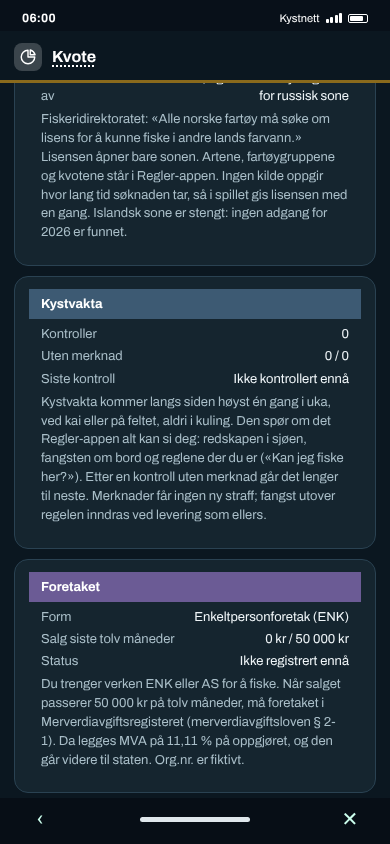 06:00
Kystnett
Kvote
av
for russisk sone
Fiskeridirektoratet: «Alle norske fartøy må søke om
lisens for å kunne fiske i andre lands farvann.»
Lisensen åpner bare sonen. Artene, fartøygruppene
og kvotene står i Regler-appen. Ingen kilde oppgir
hvor lang tid søknaden tar, så i spillet gis lisensen med
en gang. Islandsk sone er stengt: ingen adgang for
2026 er funnet.
Kystvakta
Kontroller 0
Uten merknad 0 / 0
Siste kontroll Ikke kontrollert ennå
Kystvakta kommer langs siden høyst én gang i uka,
ved kai eller på feltet, aldri i kuling. Den spør om det
Regler-appen alt kan si deg: redskapen i sjøen,
fangsten om bord og reglene der du er («Kan jeg fiske
her?»). Etter en kontroll uten merknad går det lenger
til neste. Merknader får ingen ny straff; fangst utover
regelen inndras ved levering som ellers.
Foretaket
Form Enkeltpersonforetak (ENK)
Salg siste tolv måneder 0 kr / 50 000 kr
Status Ikke registrert ennå
Du trenger verken ENK eller AS for å fiske. Når salget
passerer 50 000 kr på tolv måneder, må foretaket i
Merverdiavgiftsregisteret (merverdiavgiftsloven § 2-
1). Da legges MVA på 11,11 % på oppgjøret, og den
går videre til staten. Org.nr. er fiktivt.